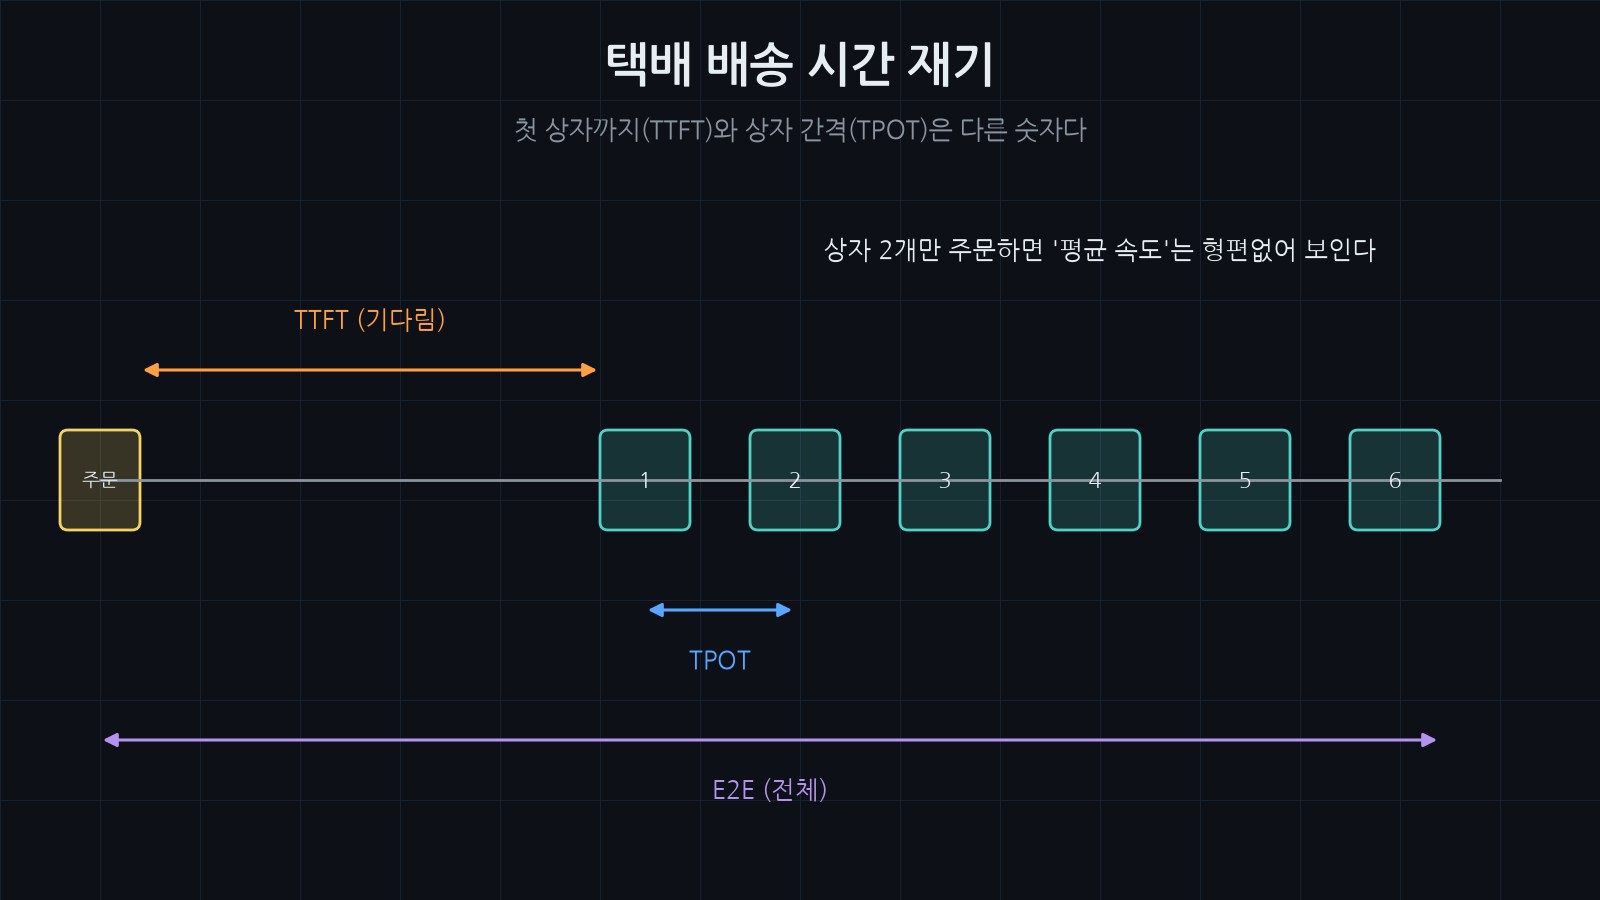 택배 배송 시간 재기
첫 상자까지(TTFT)와 상자 간격(TPOT)은 다른 숫자다
상자 2개만 주문하면 '평균 속도'는 형편없어 보인다
TTFT (기다림)
주문 1 2 3 4 5 6
TPOT
E2E (전체)